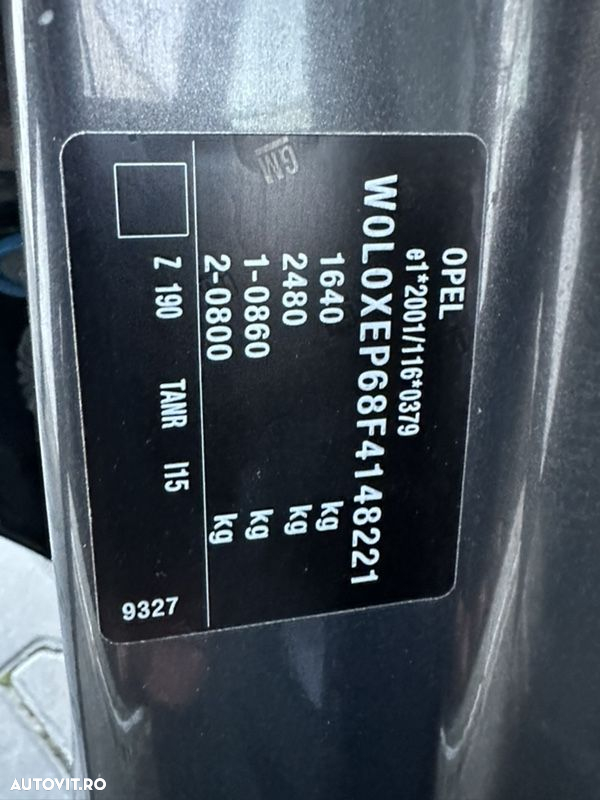 OPEL
e1*2001/116*0379
W0L0XEP68F4148221
1640 kg
2480 kg
1-0860 kg
2-0800 kg
GM
Z 190 TANR I15
9327
AUTOVIT.RO